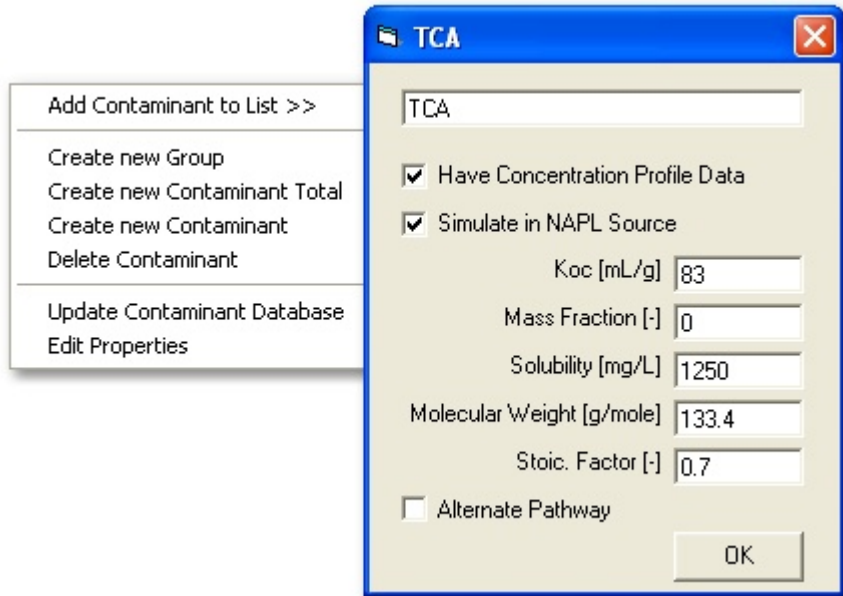 Add Contaminant to List >>
Create new Group
Create new Contaminant Total
Create new Contaminant
Delete Contaminant
Update Contaminant Database
Edit Properties
TCA
TCA
Have Concentration Profile Data
Simulate in NAPL Source
Koc [mL/g] 83
Mass Fraction [-] 0
Solubility [mg/L] 1250
Molecular Weight [g/mole] 133.4
Stoic. Factor [-] 0.7
Alternate Pathway
OK